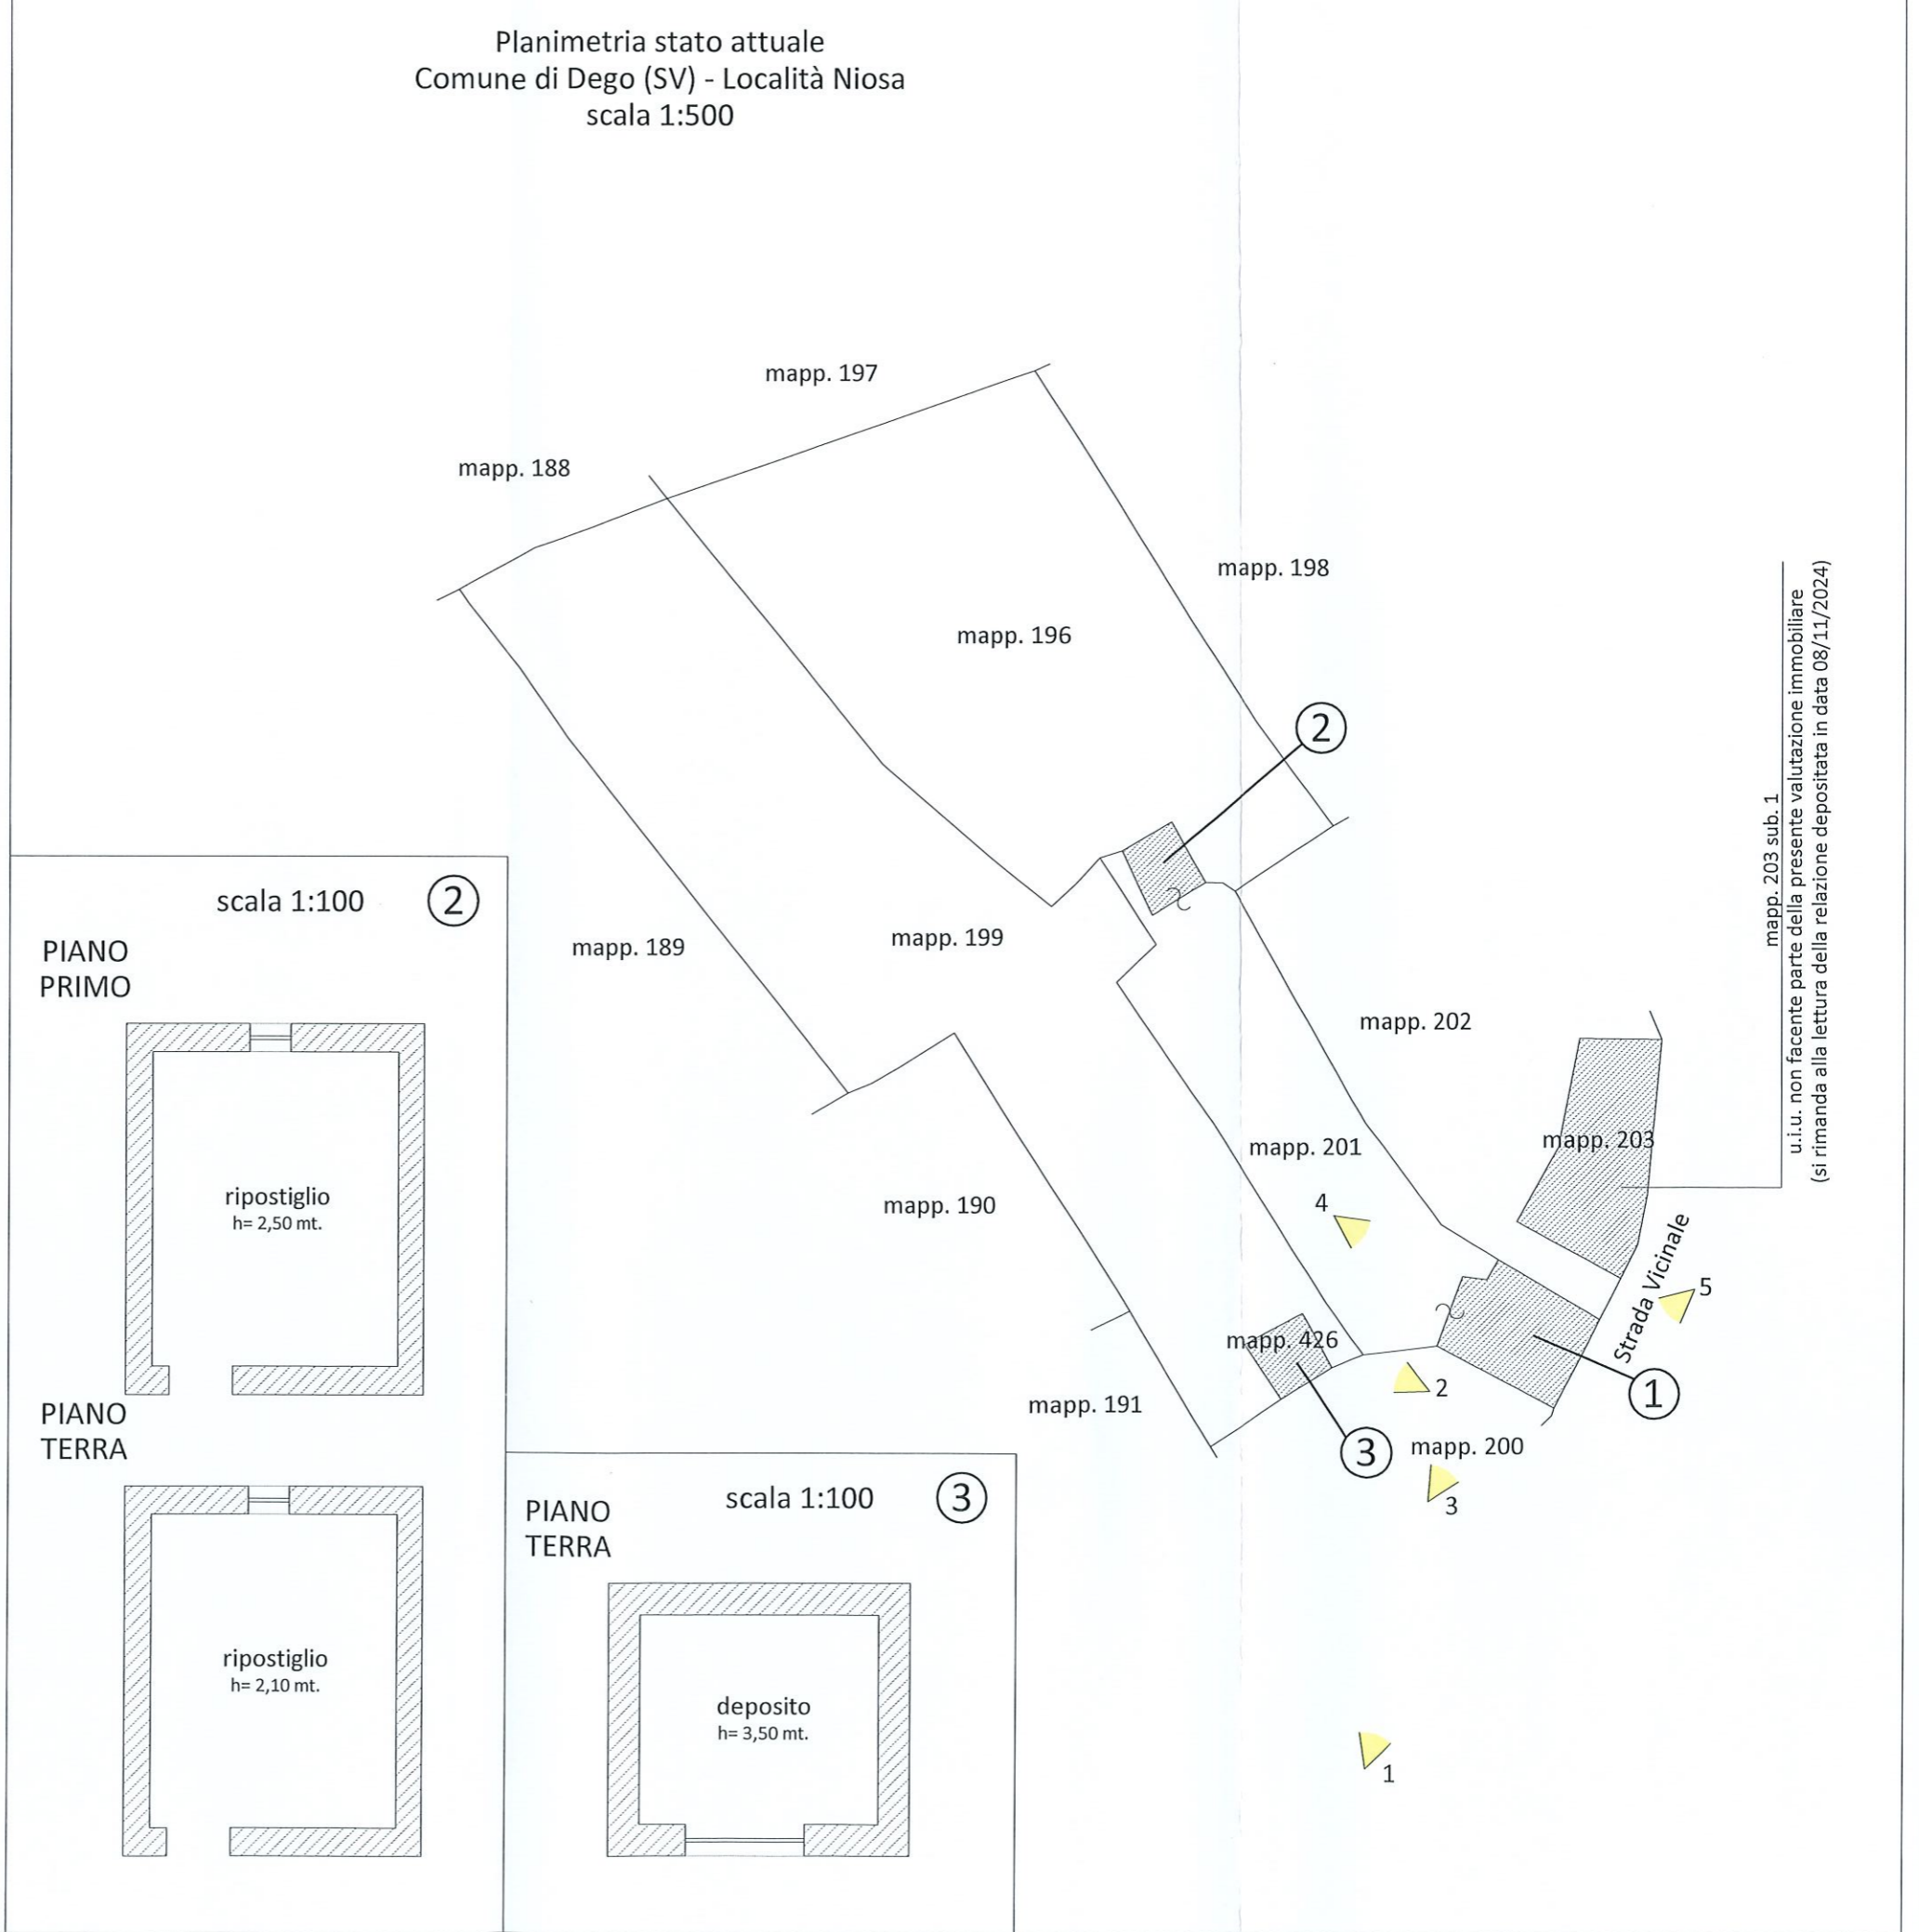 Planimetria stato attuale
Comune di Dego (SV) - Località Niosa
scala 1:500
mapp. 197
mapp. 188
mapp. 198
mapp. 196
2
mapp. 199
mapp. 189
mapp. 202
mapp. 203
mapp. 201
4
mapp. 190
5
Strada Vicinale
mapp. 426
2
1
mapp. 191
3
mapp. 200
3
1
mapp. 203 sub. 1
u.i.u. non facente parte della presente valutazione immobiliare
(si rimanda alla lettura della relazione depositata in data 08/11/2024)
scala 1:100
2
PIANO
PRIMO
ripostiglio
h= 2,50 mt.
PIANO
TERRA
ripostiglio
h= 2,10 mt.
scala 1:100
3
PIANO
TERRA
deposito
h= 3,50 mt.